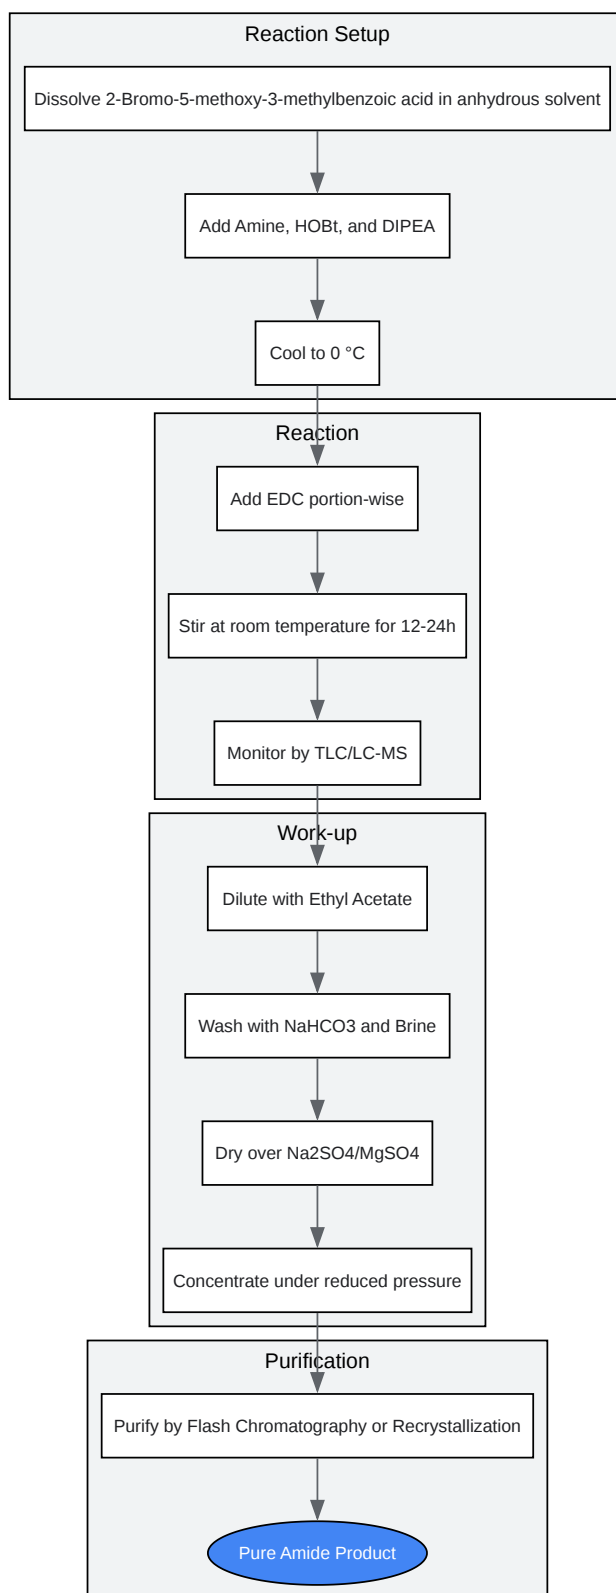 Reaction Setup
Dissolve 2-Bromo-5-methoxy-3-methylbenzoic acid in anhydrous solvent
Add Amine, HOBt, and DIPEA
Cool to 0 °C
Reaction
Add EDC portion-wise
Stir at room temperature for 12-24h
Monitor by TLC/LC-MS
Work-up
Dilute with Ethyl Acetate
Wash with NaHCO3 and Brine
Dry over Na2SO4/MgSO4
Concentrate under reduced pressure
Purification
Purify by Flash Chromatography or Recrystallization
Pure Amide Product